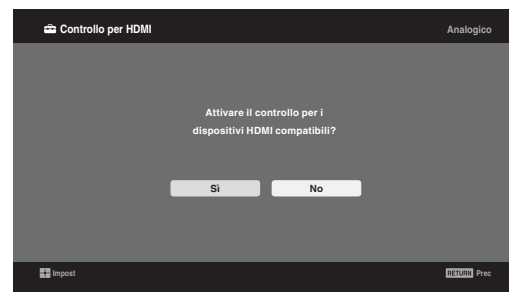 Controllo per HDMI
Analogico
Attivare il controllo per i
dispositivi HDMI compatibili?
Sì
No
Impost
RETURN Prec